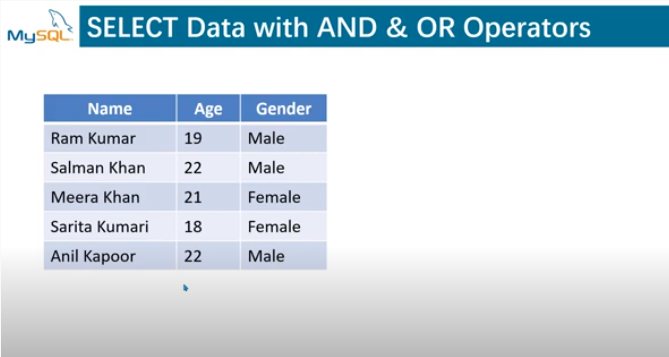 MySQL
SELECT Data with AND & OR Operators
Name Age Gender
Ram Kumar 19 Male
Salman Khan 22 Male
Meera Khan 21 Female
Sarita Kumari 18 Female
Anil Kapoor 22 Male